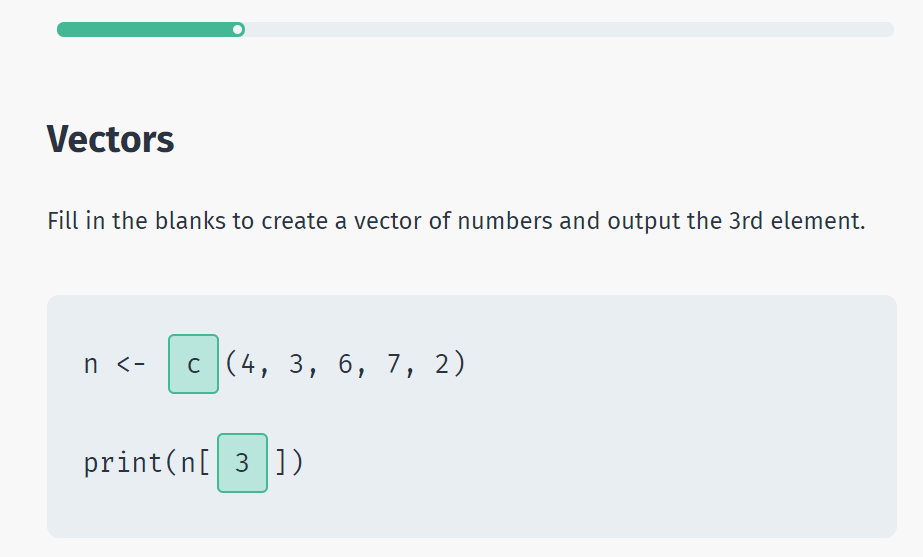 Vectors
Fill in the blanks to create a vector of numbers and output the 3rd element.
n <- c(4, 3, 6, 7, 2)
print(n[3])